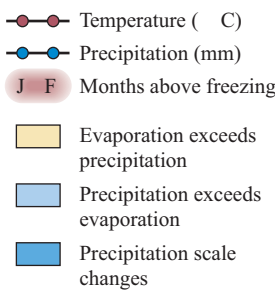 Temperature (   C)
Precipitation (mm)
J F Months above freezing
Evaporation exceeds
precipitation
Precipitation exceeds
evaporation
Precipitation scale
changes